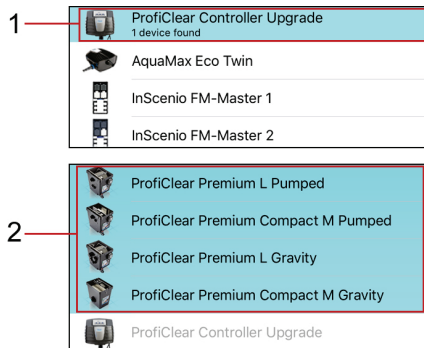 1
ProfiClear Controller Upgrade
1 device found
AquaMax Eco Twin
InScenio FM-Master 1
InScenio FM-Master 2
2
ProfiClear Premium L Pumped
ProfiClear Premium Compact M Pumped
ProfiClear Premium L Gravity
ProfiClear Premium Compact M Gravity
ProfiClear Controller Upgrade